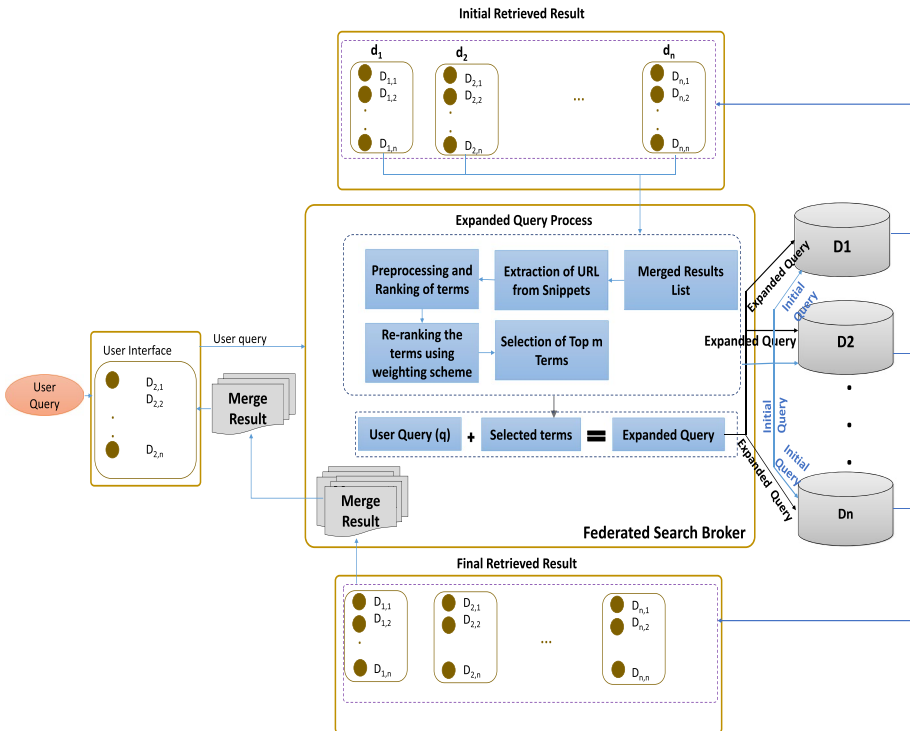 Initial Retrieved Result
d1
d2
dn
D1,1
D1,2
.
.
D1,n
D2,1
D2,2
.
.
D2,n
...
Dn,1
Dn,2
.
.
Dn,n
Expanded Query Process
Preprocessing and
Ranking of terms
Extraction of URL
from Snippets
Merged Results
List
Re-ranking the
terms using
weighting scheme
Selection of Top m
Terms
User Query (q)
+
Selected terms
=
Expanded Query
Federated Search Broker
User
Query
User Interface
D2,1
D2,2
.
.
D2,n
User query
Merge
Result
Merge
Result
Expanded Query
Initial
Query
Expanded Query
Initial
Query
Initial
Query
Expanded Query
D1
D2
Dn
Final Retrieved Result
D1,1
D1,2
.
D1,n
D2,1
D2,2
D2,n
...
Dn,1
Dn,2
Dn,n